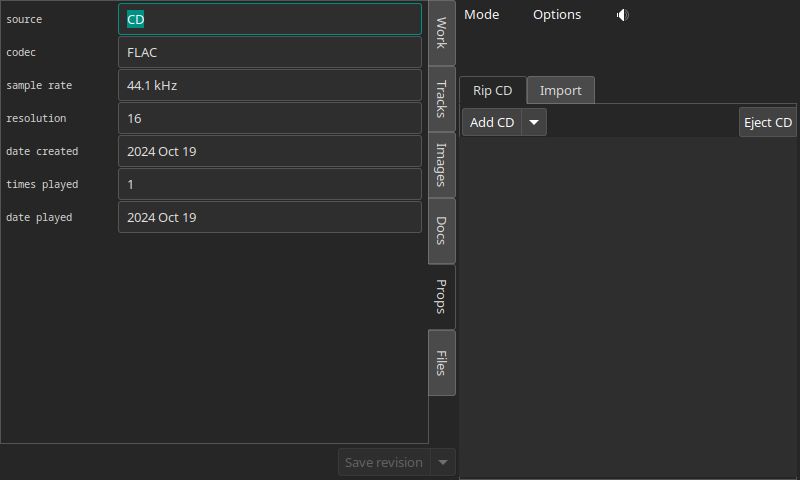 source CD
codec FLAC
sample rate 44.1 kHz
resolution 16
date created 2024 Oct 19
times played 1
date played 2024 Oct 19
Work
Tracks
Images
Docs
Props
Files
Save revision
Mode Options
Rip CD Import
Add CD Eject CD